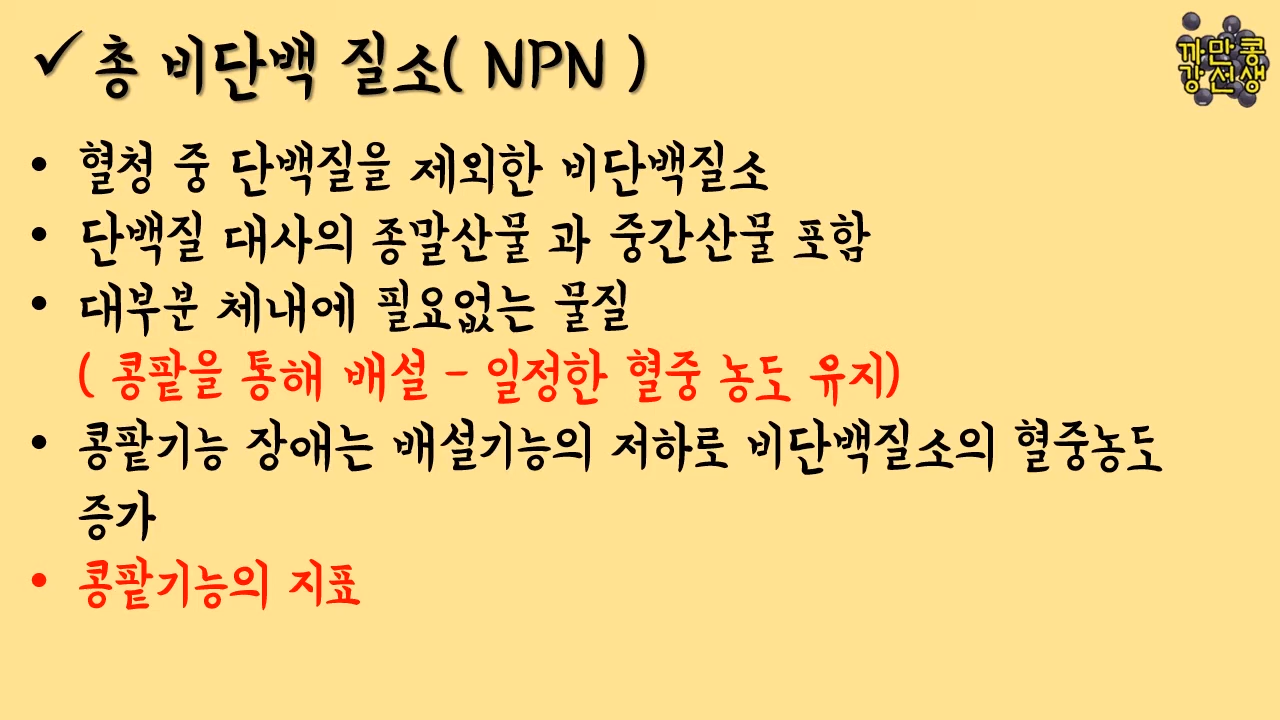 ✓총 비단백 질소( NPN )
까만콩
강선생
• 혈청 중 단백질을 제외한 비단백질소
• 단백질 대사의 종말산물 과 중간산물 포함
• 대부분 체내에 필요없는 물질
( 콩팥을 통해 배설 – 일정한 혈중 농도 유지)
• 콩팥기능 장애는 배설기능의 저하로 비단백질소의 혈중농도
증가
• 콩팥기능의 지표